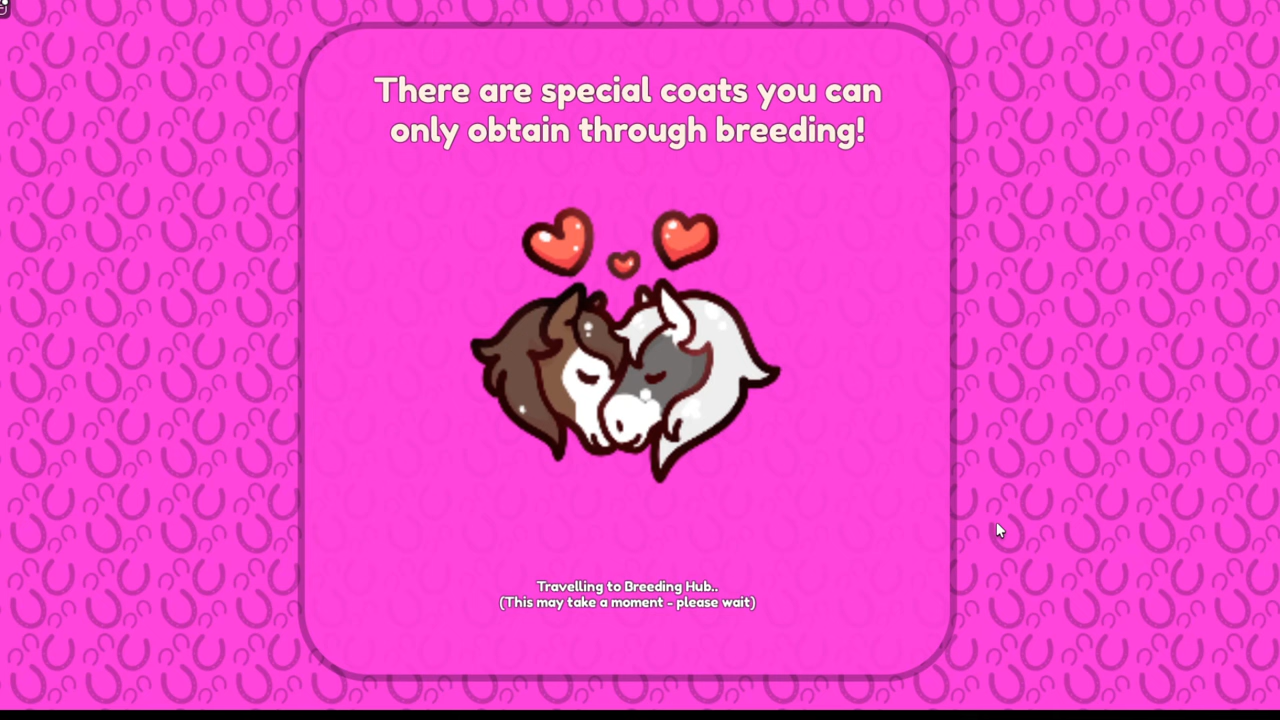 There are special coats you can
only obtain through breeding!
Travelling to Breeding Hub..
(This may take a moment - please wait)